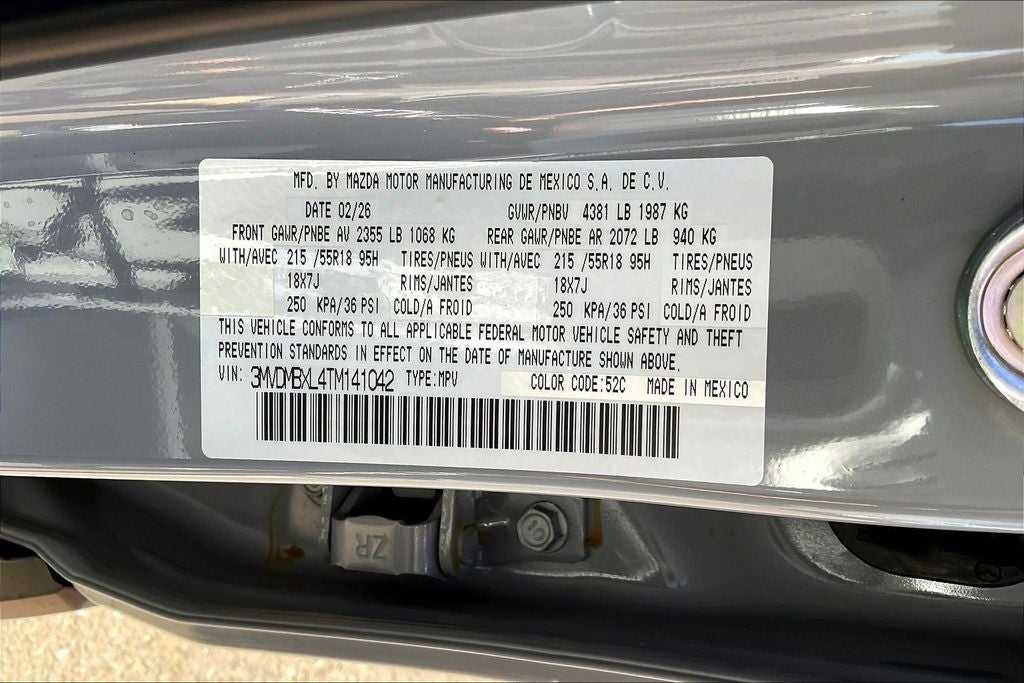 MFD. BY MAZDA MOTOR MANUFACTURING DE MEXICO S.A. DE C.V.
DATE 02/26 GVWR/PNBV 4381 LB 1987 KG
FRONT GAWR/PNBE AV 2355 LB 1068 KG REAR GAWR/PNBE AR 2072 LB 940 KG
WITH/AVEC 215 /55R18 95H TIRES/PNEUS WITH/AVEC 215 /55R18 95H TIRES/PNEUS
18X7J RIMS/JANTES 18X7J RIMS/JANTES
250 KPA/36 PSI COLD/A FROID 250 KPA/36 PSI COLD/A FROID
THIS VEHICLE CONFORMS TO ALL APPLICABLE FEDERAL MOTOR VEHICLE SAFETY AND THEFT
PREVENTION STANDARDS IN EFFECT ON THE DATE OF MANUFACTURE SHOWN ABOVE.
VIN: 3MVDMBXL4TM141042 TYPE:MPV COLOR CODE:52C MADE IN MEXICO
ZR